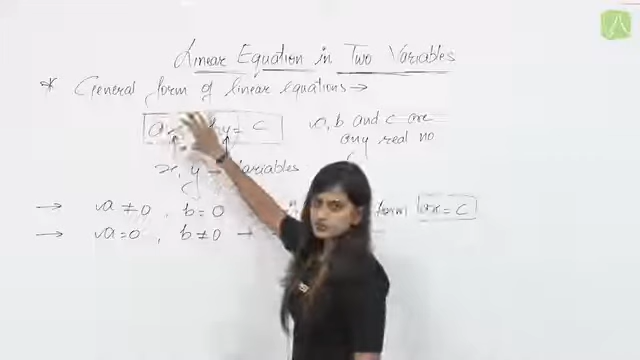 Linear Equation in Two Variables
* General form of linear equations →
by = c a, b and c are
any real no
x, y → Variables
→ a ≠ 0 , b = 0 form ax = c
→ a = 0 , b ≠ 0 →